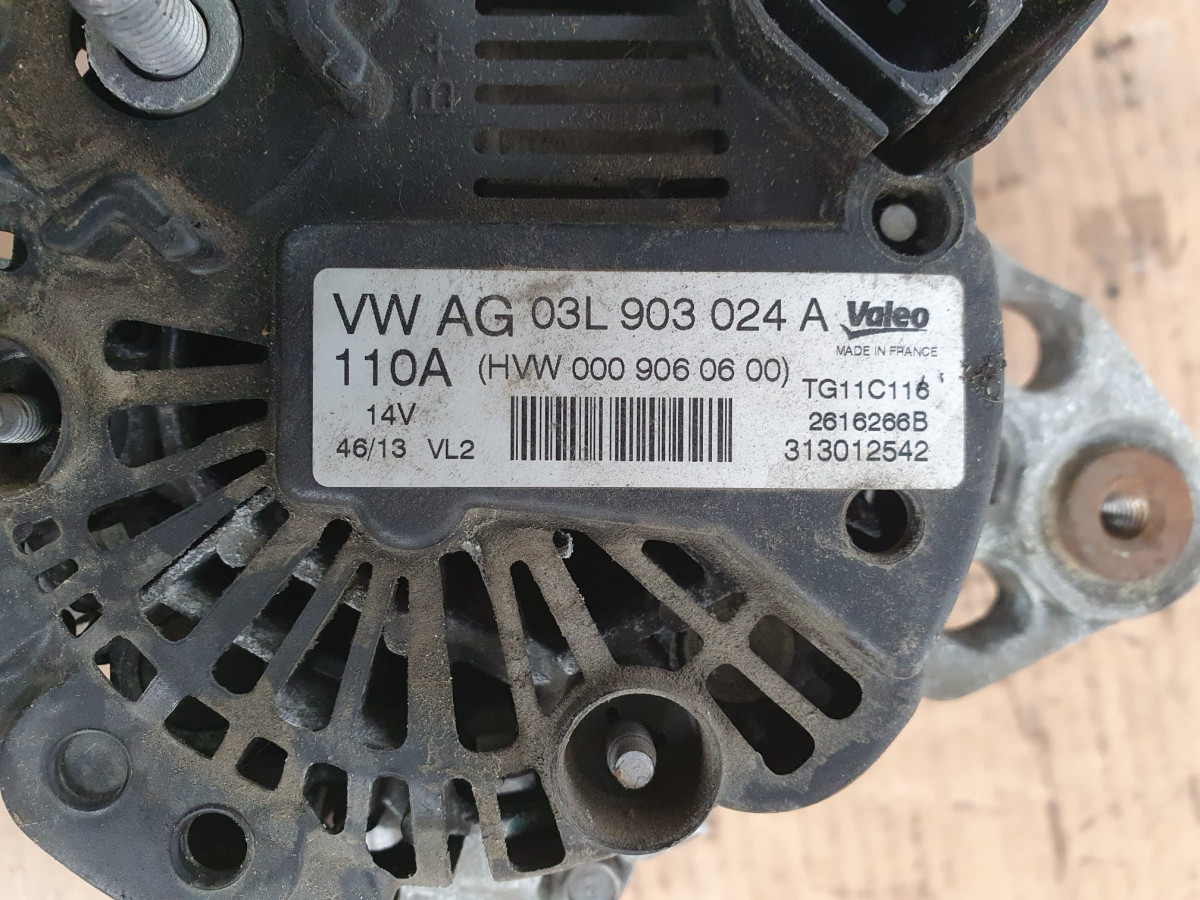 B+
VW AG 03L 903 024 A Valeo
MADE IN FRANCE
110A (HVW 000 906 06 00)
TG11C116
14V 2616266B
46/13 VL2 313012542